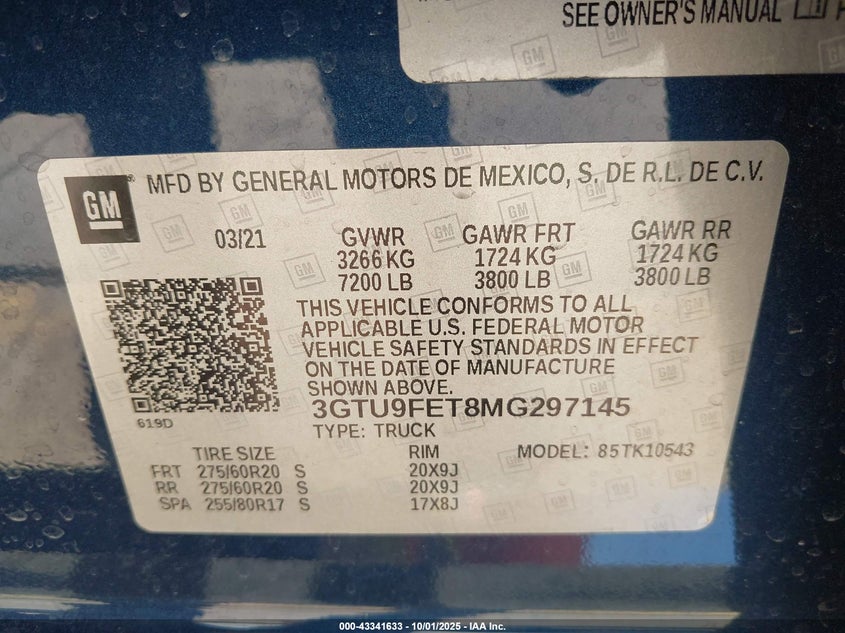 SEE OWNER'S MANUAL
GM
MFD BY GENERAL MOTORS DE MEXICO, S. DE R.L. DE C.V.
03/21 GVWR GAWR FRT GAWR RR
3266 KG 1724 KG 1724 KG
7200 LB 3800 LB 3800 LB
THIS VEHICLE CONFORMS TO ALL
APPLICABLE U.S. FEDERAL MOTOR
VEHICLE SAFETY STANDARDS IN EFFECT
ON THE DATE OF MANUFACTURE
SHOWN ABOVE.
3GTU9FET8MG297145
619D
TYPE: TRUCK
TIRE SIZE RIM MODEL: 85TK10543
FRT 275/60R20 S 20X9J
RR 275/60R20 S 20X9J
SPA 255/80R17 S 17X8J
000-43341633 - 10/01/2025 - IAA Inc.